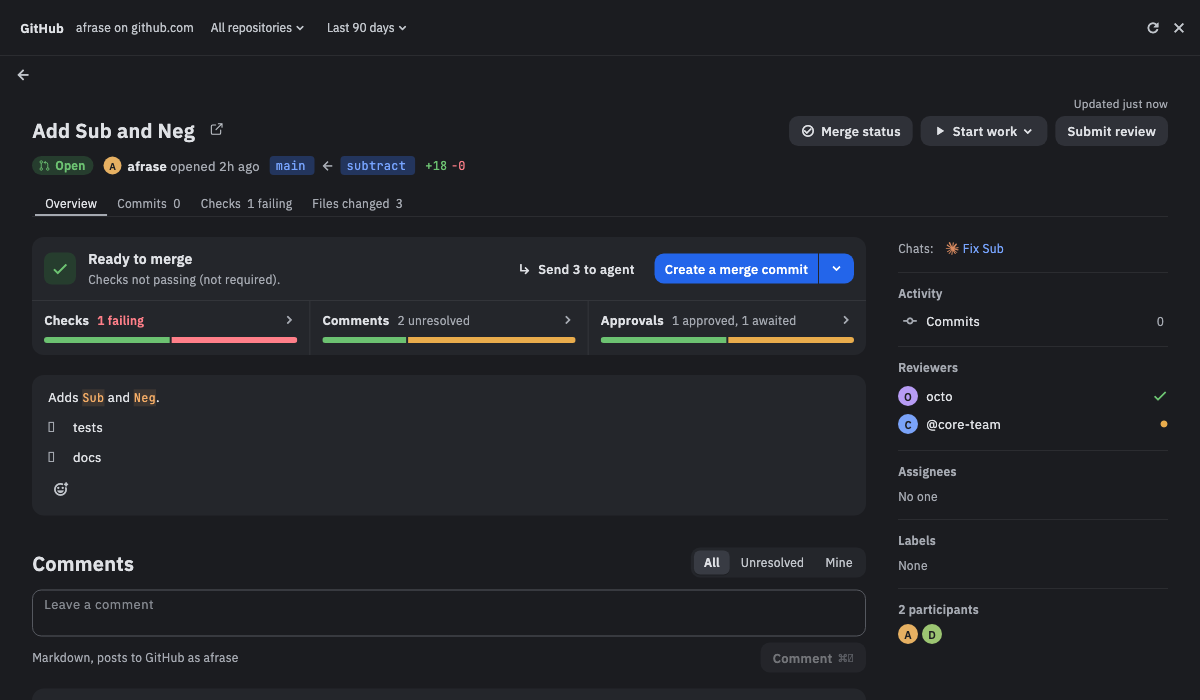 GitHub afrase on github.com All repositories Last 90 days
Updated just now
Add Sub and Neg
Merge status Start work Submit review
Open A afrase opened 2h ago main ← subtract +18 -0
Overview Commits 0 Checks 1 failing Files changed 3
Ready to merge
Checks not passing (not required).
Send 3 to agent Create a merge commit
Checks 1 failing
Comments 2 unresolved
Approvals 1 approved, 1 awaited
Adds Sub and Neg.
tests
docs
Comments
All Unresolved Mine
Leave a comment
Markdown, posts to GitHub as afrase
Comment ⌘
Chats: Fix Sub
Activity
Commits 0
Reviewers
O octo
C @core-team
Assignees
No one
Labels
None
2 participants
A D